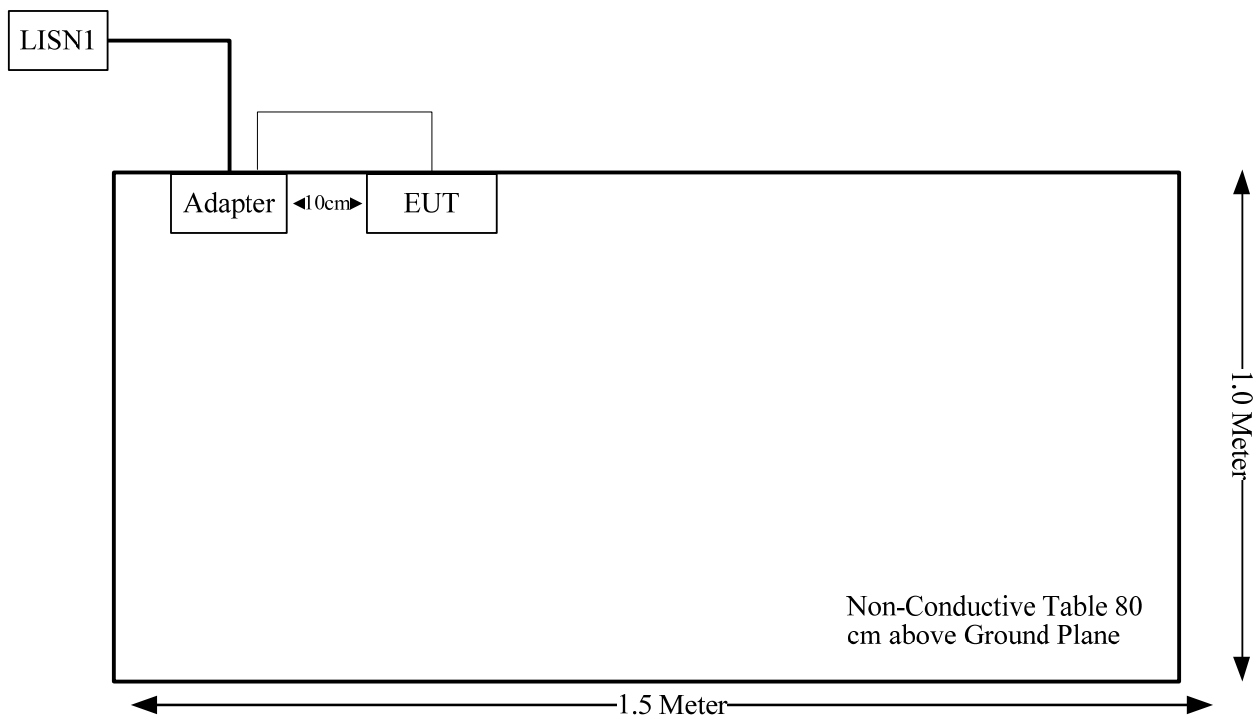 LISN1
Adapter
10cm
EUT
1.0 Meter
Non-Conductive Table 80
cm above Ground Plane
1.5 Meter